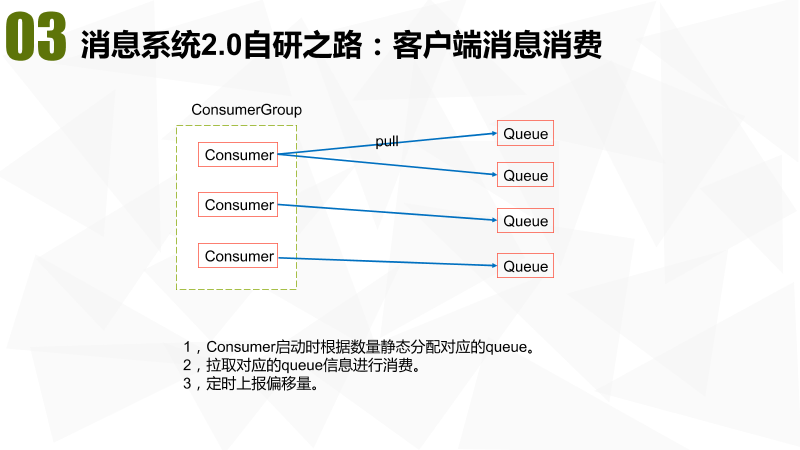 03 消息系统2.0自研之路：客户端消息消费
ConsumerGroup
pull
Consumer
Queue
Queue
Consumer
Queue
Consumer
Queue
1，Consumer启动时根据数量静态分配对应的queue。
2，拉取对应的queue信息进行消费。
3，定时上报偏移量。